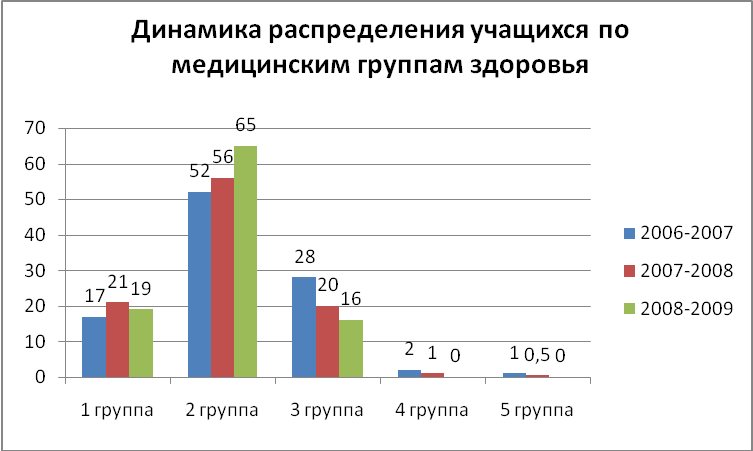 Динамика распределения учащихся по
медицинским группам здоровья
70
60
50
40
30
20
10
0
17 21 19
52 56 65
28 20 16
2 1 0
1 0,5 0
1 группа 2 группа 3 группа 4 группа 5 группа
2006-2007
2007-2008
2008-2009